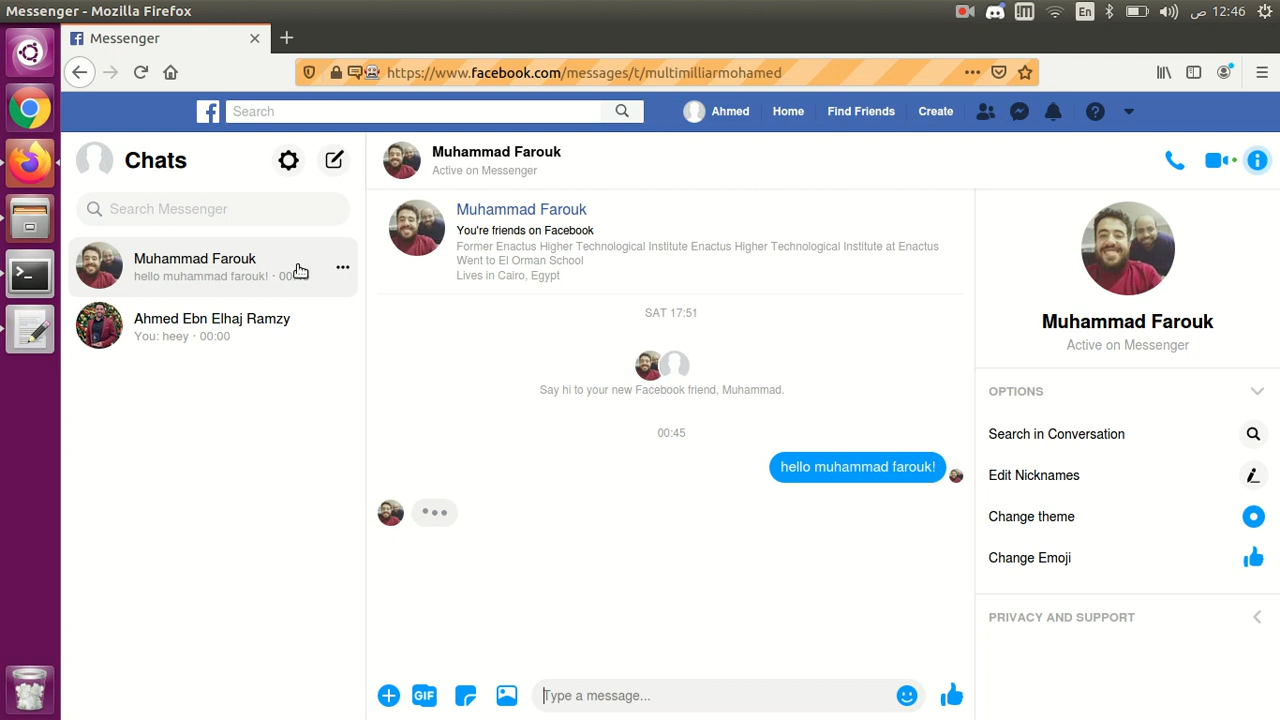 Messenger - Mozilla Firefox
En
12:46 ص
Messenger
https://www.facebook.com/messages/t/multimilliarmohamed
Search
Ahmed
Home
Find Friends
Create
Chats
Search Messenger
Muhammad Farouk
hello muhammad farouk! · 00
Ahmed Ebn Elhaj Ramzy
You: heey · 00:00
Muhammad Farouk
Active on Messenger
Muhammad Farouk
You're friends on Facebook
Former Enactus Higher Technological Institute Enactus Higher Technological Institute at Enactus
Went to El Orman School
Lives in Cairo, Egypt
SAT 17:51
Say hi to your new Facebook friend, Muhammad.
00:45
hello muhammad farouk!
GIF
Type a message...
Muhammad Farouk
Active on Messenger
OPTIONS
Search in Conversation
Edit Nicknames
Change theme
Change Emoji
PRIVACY AND SUPPORT